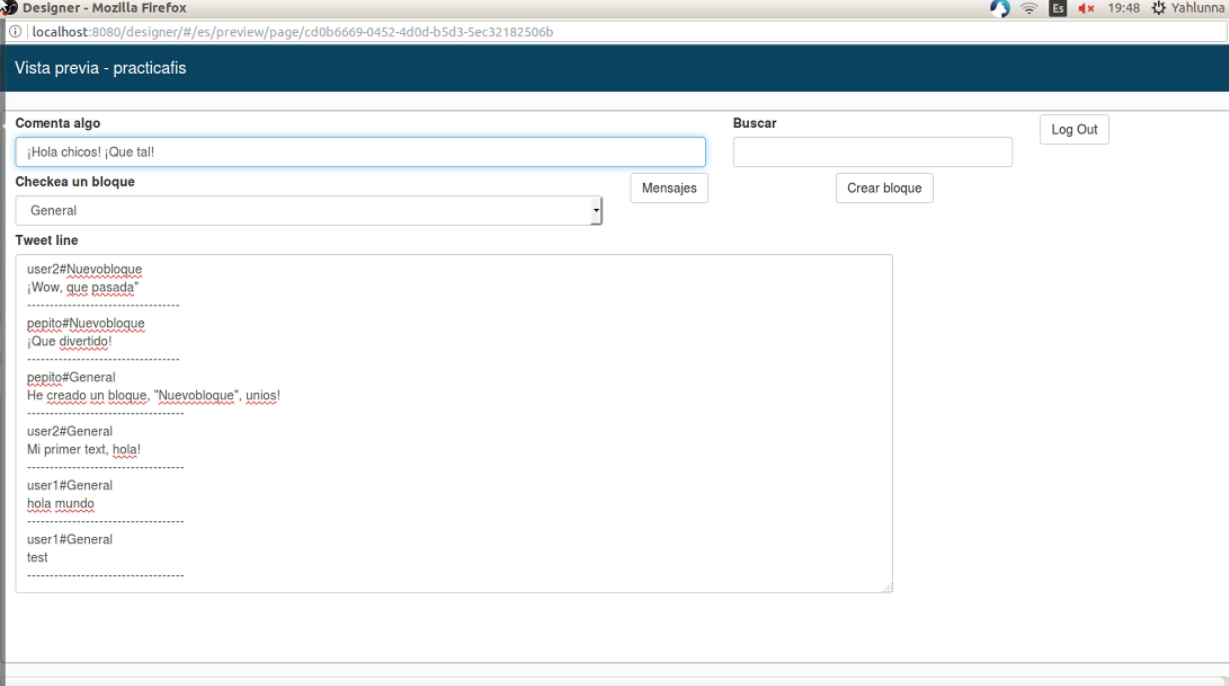 Designer - Mozilla Firefox
Es 19:48 Yahlunna
localhost:8080/designer/#/es/preview/page/cd0b6669-0452-4d0d-b5d3-5ec32182506b
Vista previa - practicafis
Comenta algo
Buscar
Log Out
¡Hola chicos! ¡Que tal!
Checkea un bloque
Mensajes
Crear bloque
General
Tweet line
user2#Nuevobloque
¡Wow, que pasada"
----------------------------------
pepito#Nuevobloque
¡Que divertido!
----------------------------------
pepito#General
He creado un bloque, "Nuevobloque", unios!
-----------------------------------
user2#General
Mi primer text, hola!
-----------------------------------
user1#General
hola mundo
-----------------------------------
user1#General
test
-----------------------------------